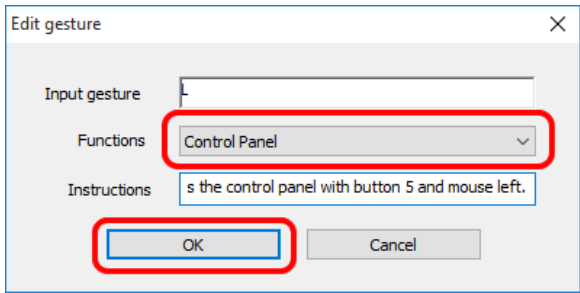 Edit gesture
Input gesture L
Functions Control Panel
Instructions s the control panel with button 5 and mouse left.
OK Cancel